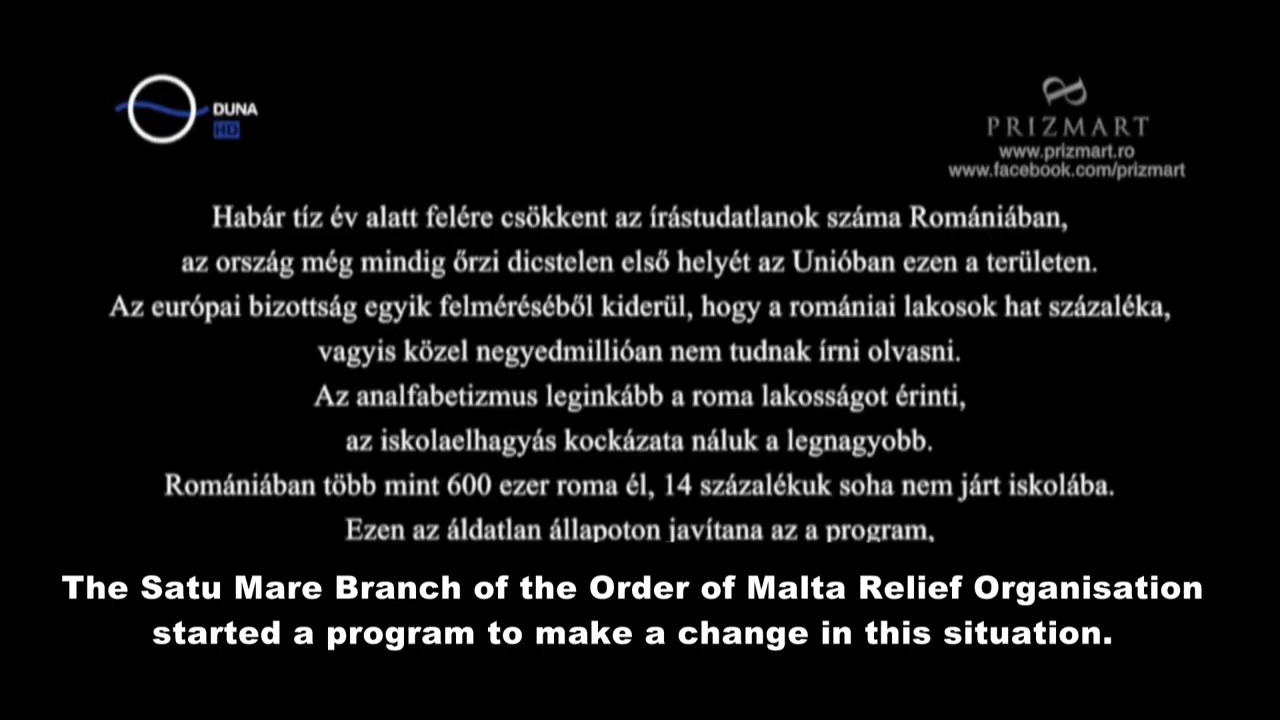 DUNA
HD
PRIZMART
www.prizmart.ro
www.facebook.com/prizmart
Habár tíz év alatt felére csökkent az írástudatlanok száma Romániában,
az ország még mindig őrzi dicstelen első helyét az Unióban ezen a területen.
Az európai bizottság egyik felméréséből kiderül, hogy a romániai lakosok hat százaléka,
vagyis közel negyedmillióan nem tudnak írni olvasni.
Az analfabetizmus leginkább a roma lakosságot érinti,
az iskolaelhagyás kockázata náluk a legnagyobb.
Romániában több mint 600 ezer roma él, 14 százalékuk soha nem járt iskolába.
Ezen az áldatlan állapoton javítana az a program,
The Satu Mare Branch of the Order of Malta Relief Organisation
started a program to make a change in this situation.